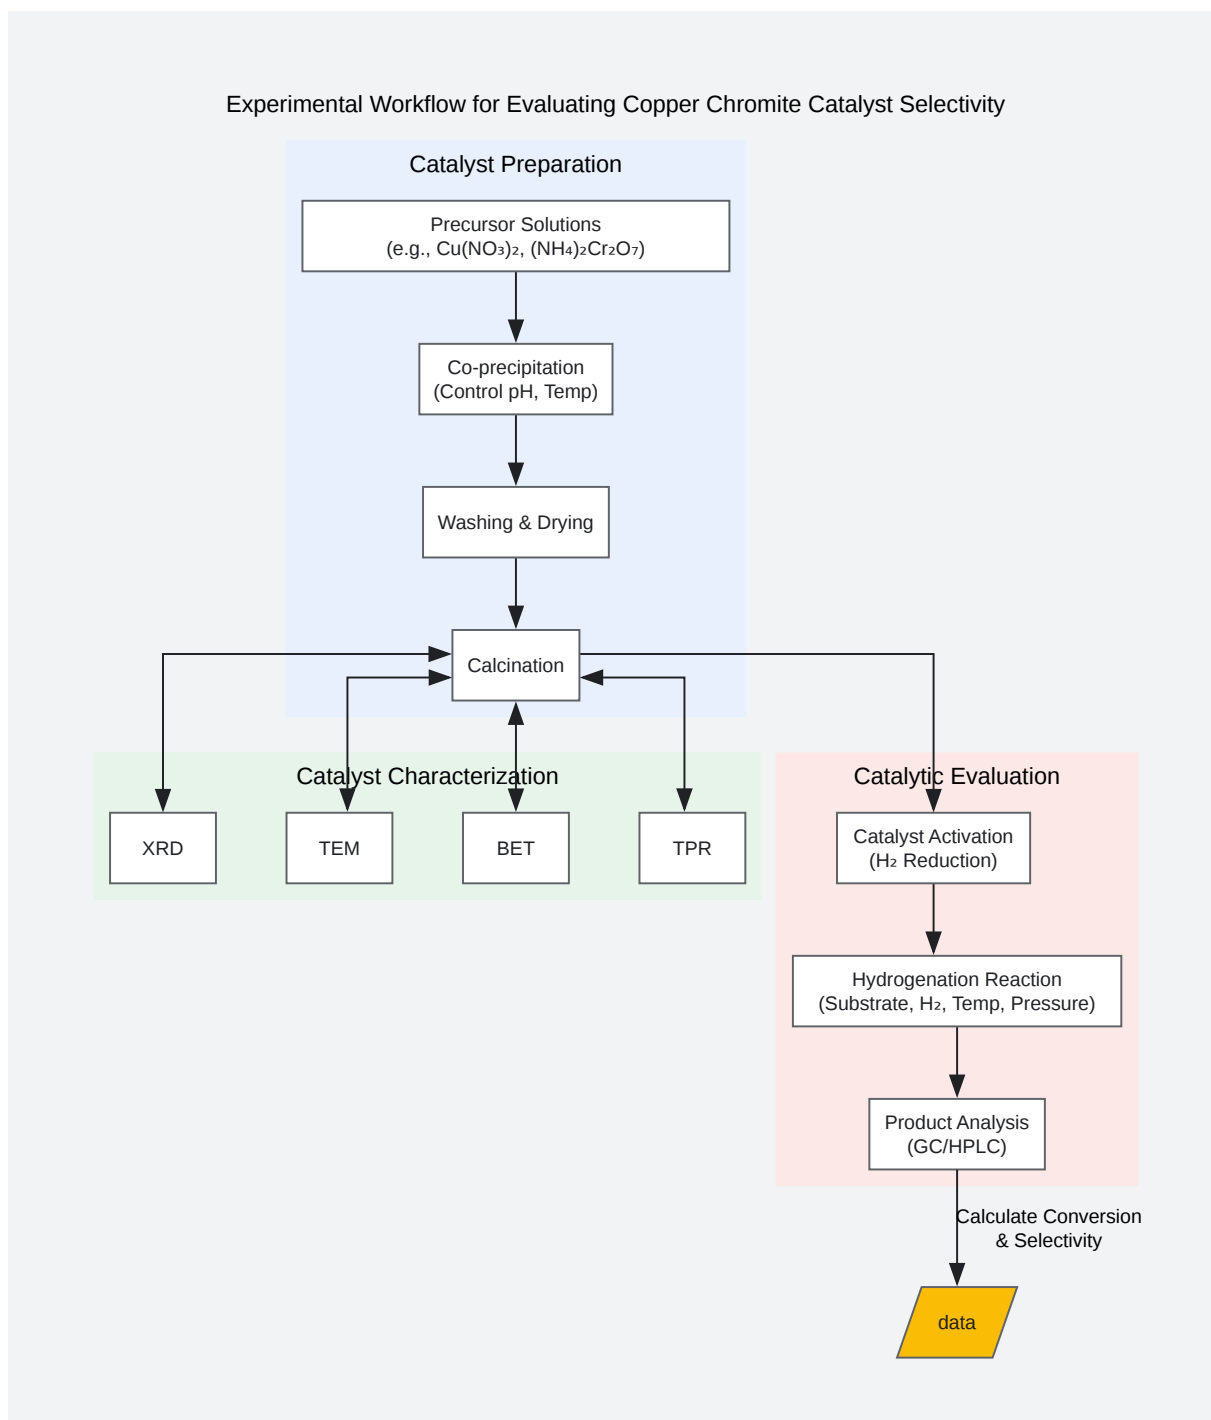 Experimental Workflow for Evaluating Copper Chromite Catalyst Selectivity
Catalyst Preparation
Precursor Solutions
(e.g., Cu(NO₃)₂, (NH₄)₂Cr₂O₇)
Co-precipitation
(Control pH, Temp)
Washing & Drying
Calcination
Catalyst Characterization
XRD
TEM
BET
TPR
Catalytic Evaluation
Catalyst Activation
(H₂ Reduction)
Hydrogenation Reaction
(Substrate, H₂, Temp, Pressure)
Product Analysis
(GC/HPLC)
Calculate Conversion
& Selectivity
data